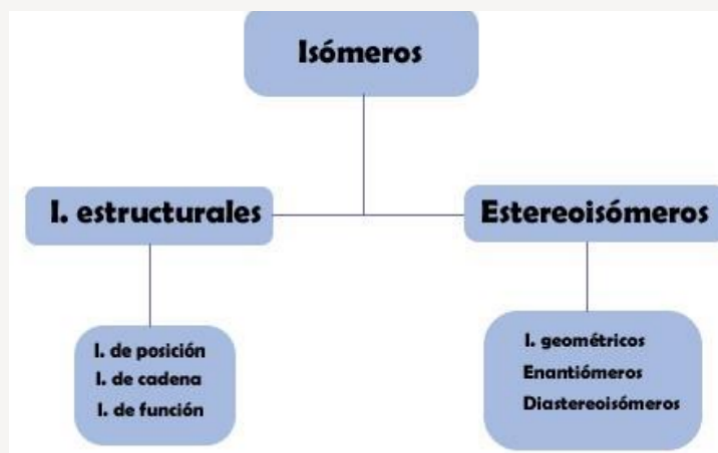 Isómeros
I. estructurales
Estereoisómeros
I. de posición
I. de cadena
I. de función
I. geométricos
Enantiómeros
Diastereoisómeros